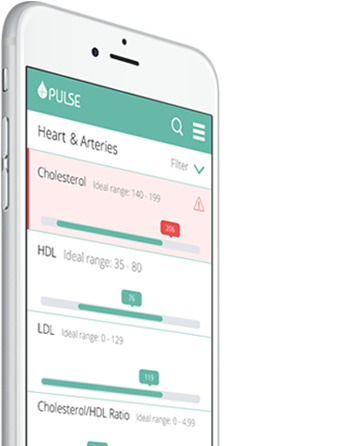 PULSE
Heart & Arteries
Filter
Cholesterol Ideal range: 140 - 199
206
HDL Ideal range: 35 - 80
76
LDL Ideal range: 0 - 129
119
Cholesterol/HDL Ratio Ideal range: 0 - 4.99